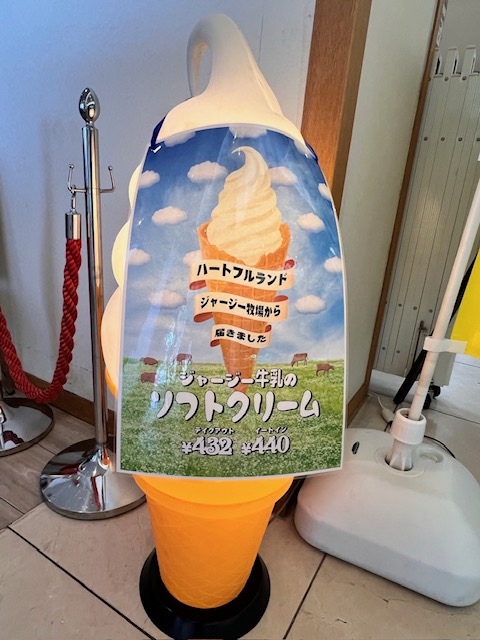 ハートフルランド
ジャージー牧場から
届きました
ジャージー牛乳の
ソフトクリーム
テイクアウト イートイン
¥432 ¥440